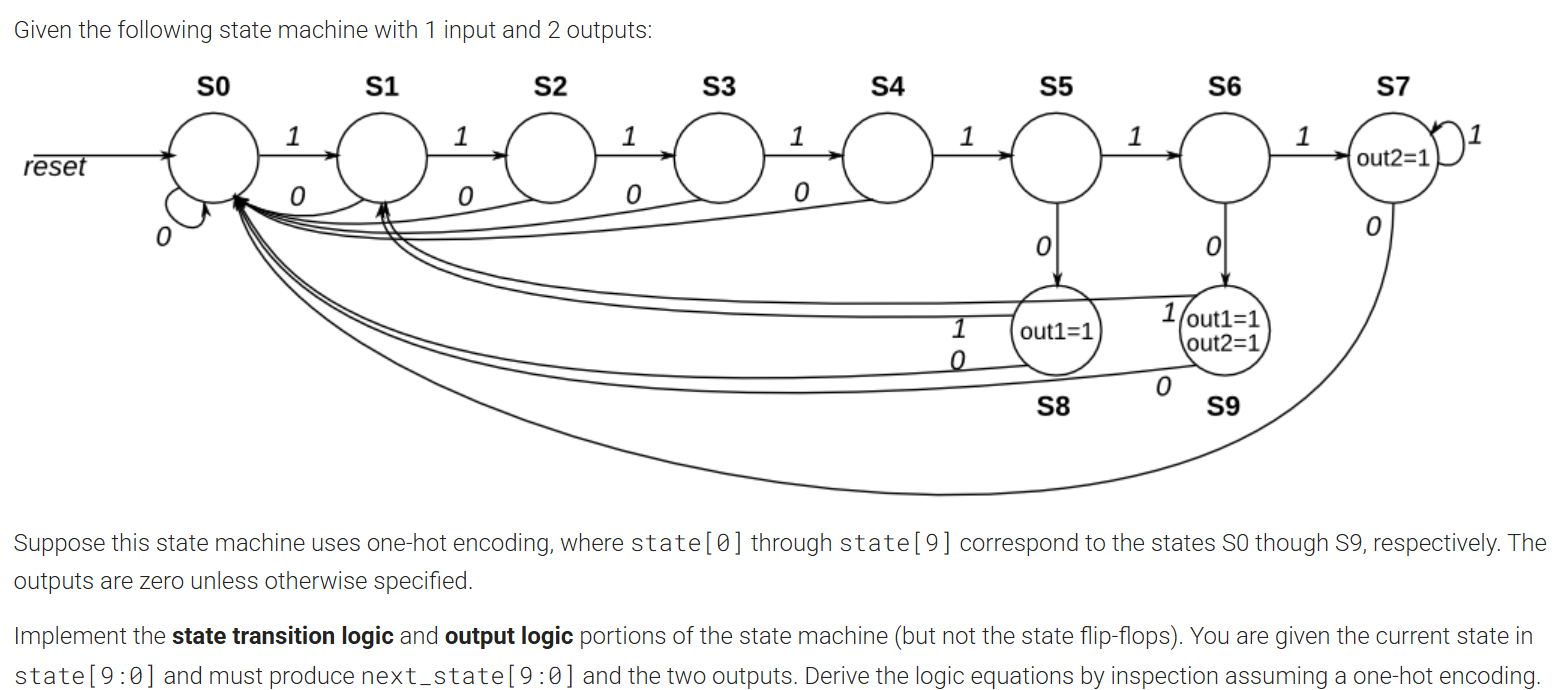 Given the following state machine with 1 input and 2 outputs:
S0 S1 S2 S3 S4 S5 S6 S7
1 1 1 1 1 1 1 1
reset
out2=1
0 0 0 0 0
0
0 0 0
1 1
out1=1
out1=1
out2=1
0
0
S8 S9
Suppose this state machine uses one-hot encoding, where state[0] through state[9] correspond to the states S0 though S9, respectively. The
outputs are zero unless otherwise specified.
Implement the state transition logic and output logic portions of the state machine (but not the state flip-flops). You are given the current state in
state[9:0] and must produce next_state[9:0] and the two outputs. Derive the logic equations by inspection assuming a one-hot encoding.